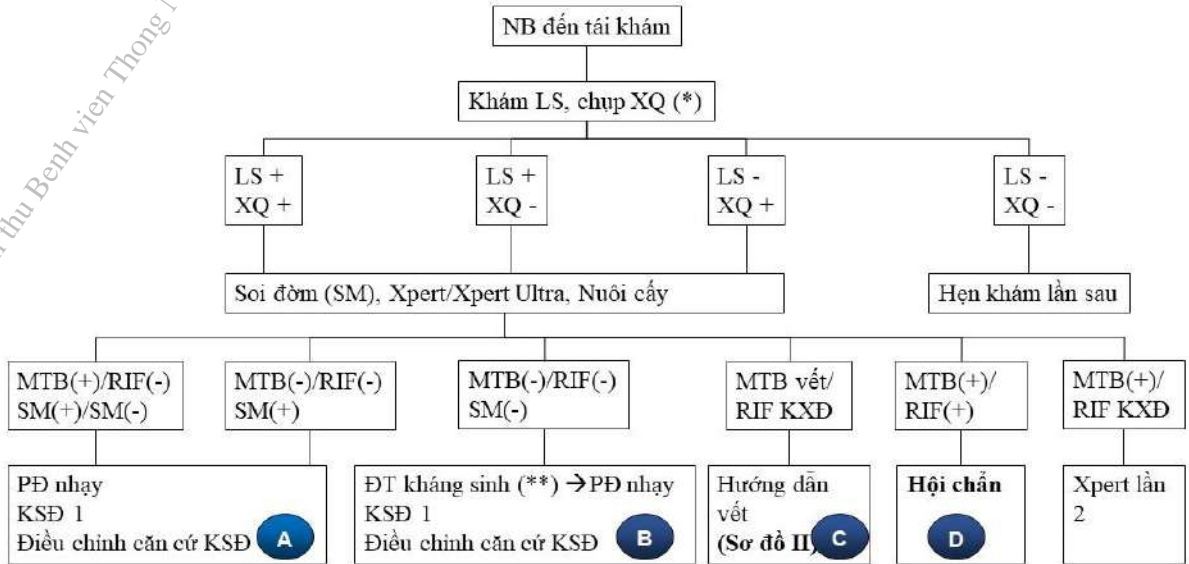 thu Benh vien Thong
NB đến tái khám
Khám LS, chụp XQ (*)
LS +
XQ +
LS +
XQ -
LS -
XQ +
LS -
XQ -
Soi đờm (SM), Xpert/Xpert Ultra, Nuôi cấy
Hẹn khám lần sau
MTB(+)/RIF(-)
SM(+)/SM(-)
MTB(-)/RIF(-)
SM(+)
MTB(-)/RIF(-)
SM(-)
MTB vết/
RIF KXĐ
MTB(+)/
RIF(+)
MTB(+)/
RIF KXĐ
PĐ nhạy
KSĐ 1
Điều chỉnh căn cứ KSĐ
A
ĐT kháng sinh (**) →PĐ nhạy
KSĐ 1
Điều chỉnh căn cứ KSĐ
B
Hướng dẫn
vết
(Sơ đồ II)
C
Hội chẩn
D
Xpert lần
2